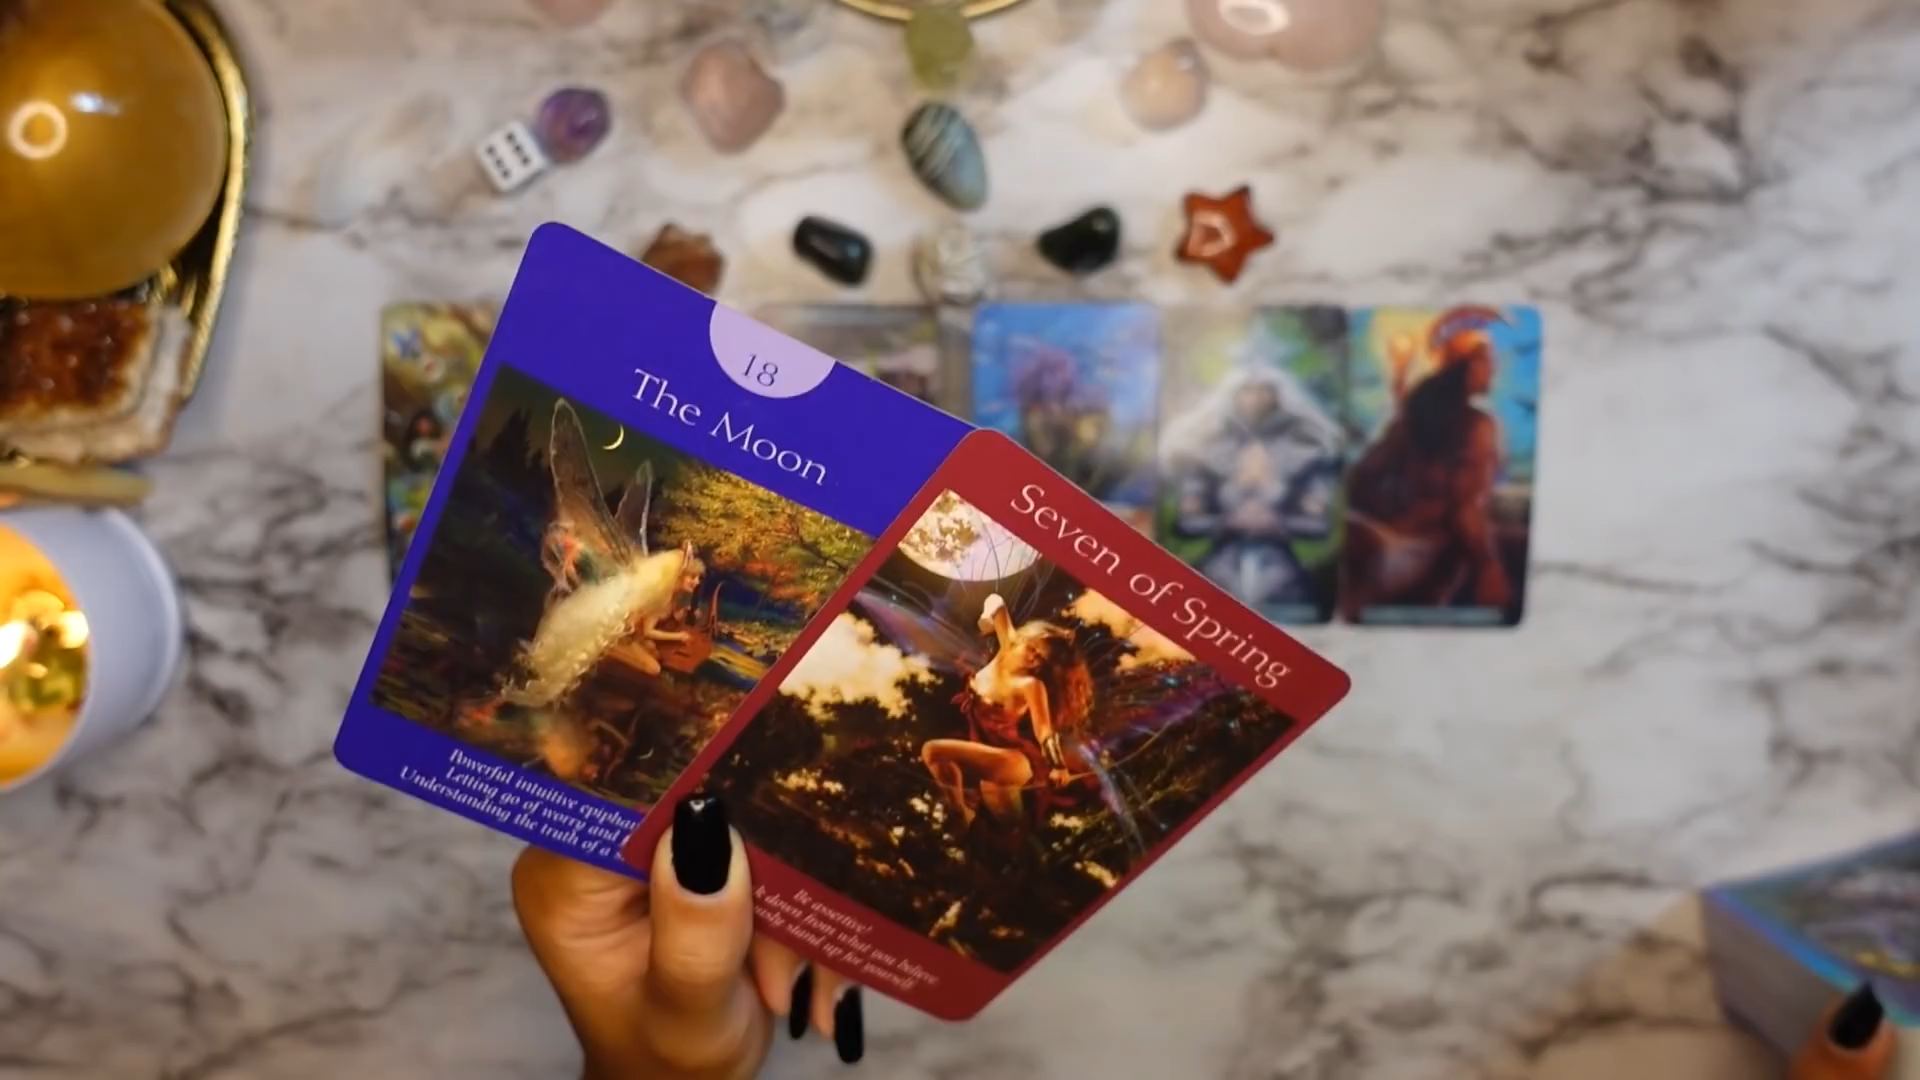 18
The Moon
Powerful intuitive
Letting go of worry and
Understanding the truth of a
Seven of Spring
Be assertive!
down from what you believe
stand up for yourself